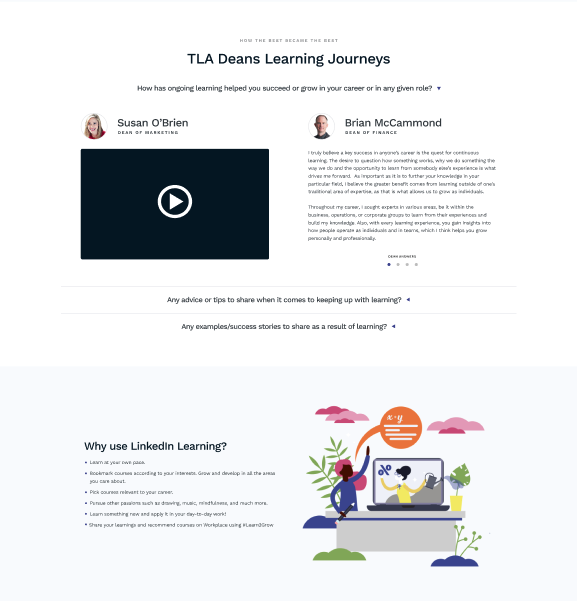 HOW THE BEST BECAME THE BEST
TLA Deans Learning Journeys
How has ongoing learning helped you succeed or grow in your career or in any given role?
Susan O'Brien
DEAN OF MARKETING
Brian McCammond
DEAN OF FINANCE
I truly believe a key success in anyone's career is the quest for continuous
learning. The desire to question how something works, why we do something the
way we do and the opportunity to learn from somebody else's experience is what
drives me forward. As important as it is to further your knowledge in your
particular field, I believe the greater benefit comes from learning outside of one's
traditional area of expertise, as that is what allows us to grow as individuals.
Throughout my career, I sought experts in various areas, be it within the
business, operations, or corporate groups to learn from their experiences and
build my knowledge. Also, with every learning experience, you gain insights into
how people operate as individuals and in teams, which I think helps you grow
personally and professionally.
DEAN ANSWERS
Any advice or tips to share when it comes to keeping up with learning?
Any examples/success stories to share as a result of learning?
Why use LinkedIn Learning?
• Learn at your own pace.
• Bookmark courses according to your interests. Grow and develop in all the areas
you care about.
• Pick courses relevant to your career.
• Pursue other passions such as drawing, music, mindfulness, and much more.
• Learn something new and apply it in your day-to-day work!
• Share your learnings and recommend courses on Workplace using #Learn@Grow
x=y